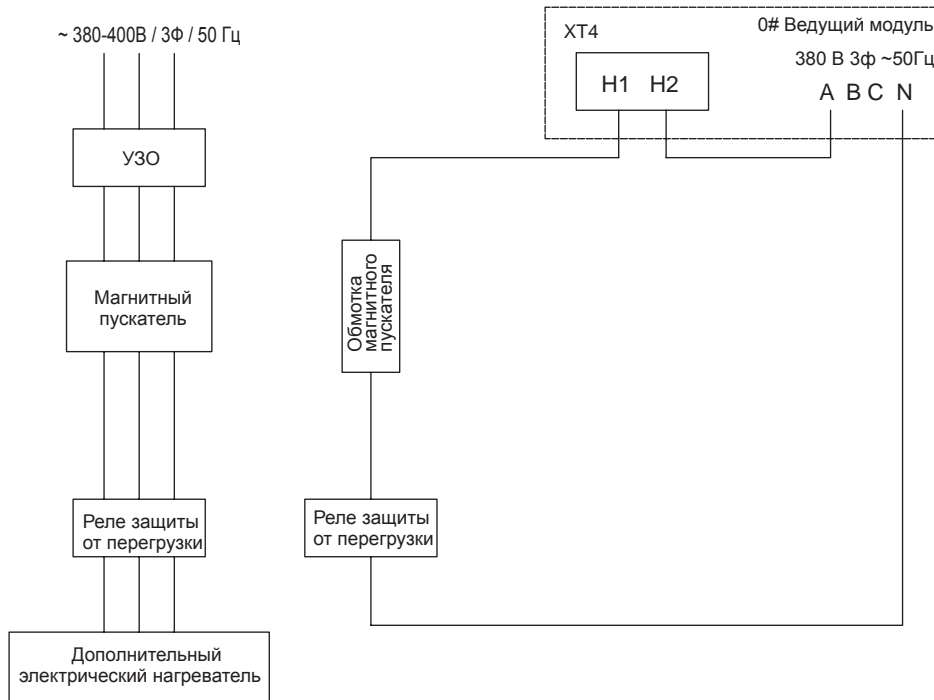 ~ 380-400В / 3Ф / 50 Гц
УЗО
Магнитный
пускатель
Реле защиты
от перегрузки
Дополнительный
электрический нагреватель
XT4
0# Ведущий модуль
380 В 3ф ~50Гц
H1 H2
A B C N
Обмотка
магнитного
пускателя
Реле защиты
от перегрузки